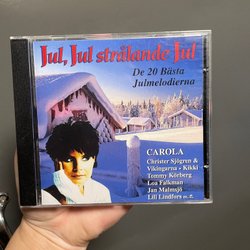 Jul, Jul strålande Jul
De 20 Bästa
Julmelodierna
CAROLA
Christer Sjögren &
Vikingarna • Kikki
Tommy Körberg
Loa Falkman
Jan Malmsjö
Lill Lindfors m.fl.